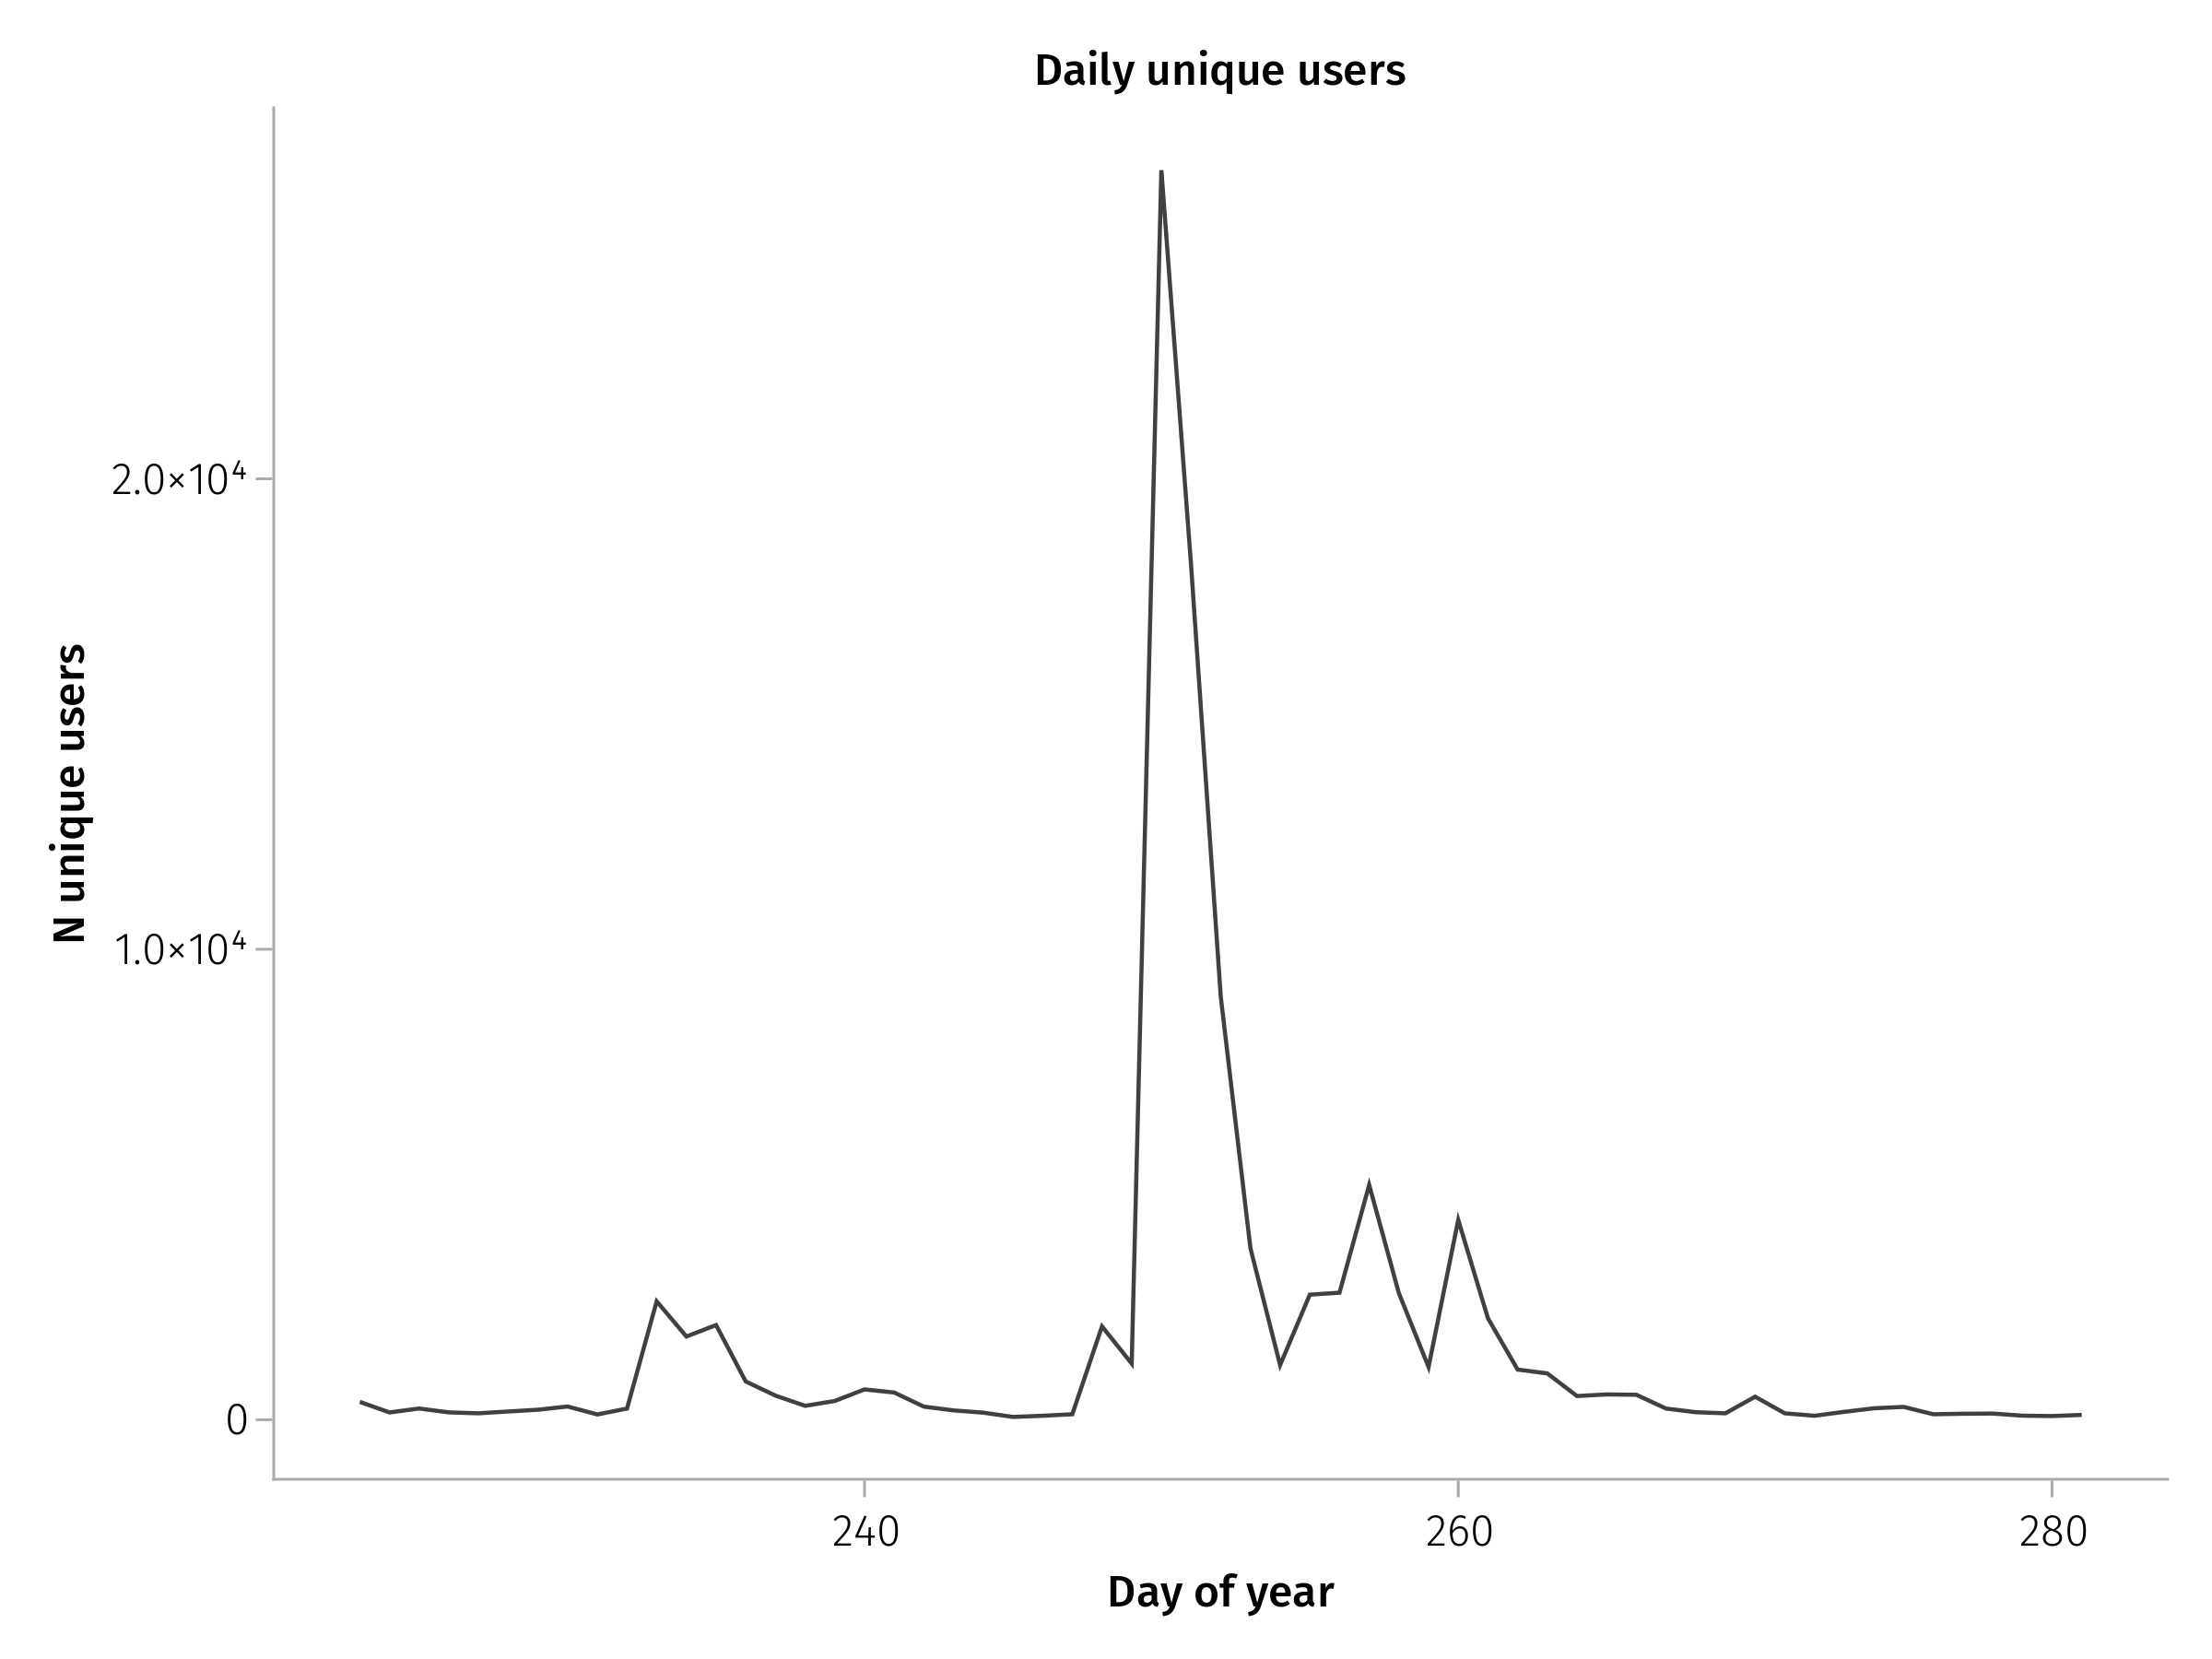 Daily unique users
N unique users
2.0×10⁴
1.0×10⁴
0
240 260 280
Day of year